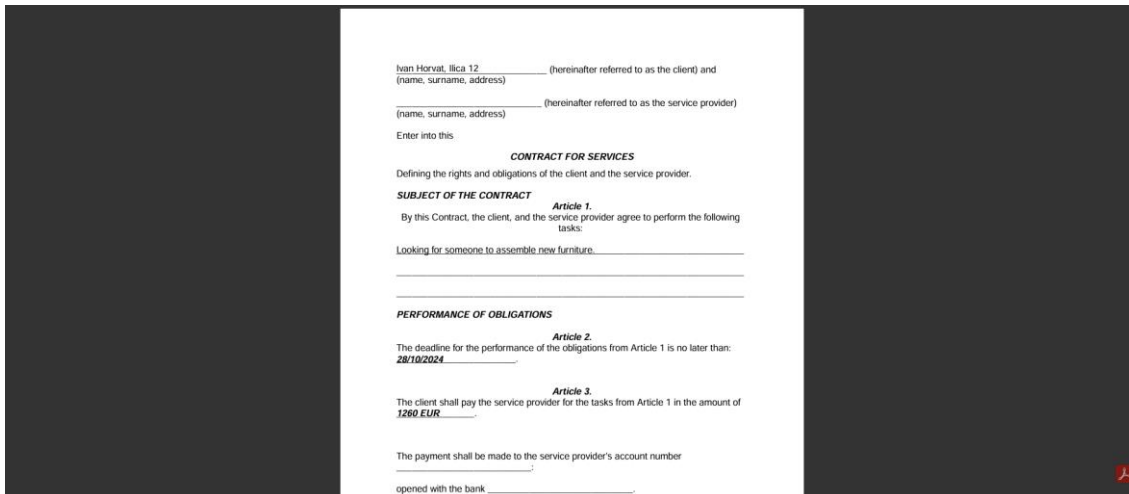 Ivan Horvat, Ilica 12 ____________ (hereinafter referred to as the client) and
(name, surname, address)
__________________________ (hereinafter referred to as the service provider)
(name, surname, address)
Enter into this
CONTRACT FOR SERVICES
Defining the rights and obligations of the client and the service provider.
SUBJECT OF THE CONTRACT
Article 1.
By this Contract, the client, and the service provider agree to perform the following
tasks:
Looking for someone to assemble new furniture.
PERFORMANCE OF OBLIGATIONS
Article 2.
The deadline for the performance of the obligations from Article 1 is no later than:
28/10/2024_____________.
Article 3.
The client shall pay the service provider for the tasks from Article 1 in the amount of
1260 EUR______.
The payment shall be made to the service provider's account number
________________________:
opened with the bank __________________________.